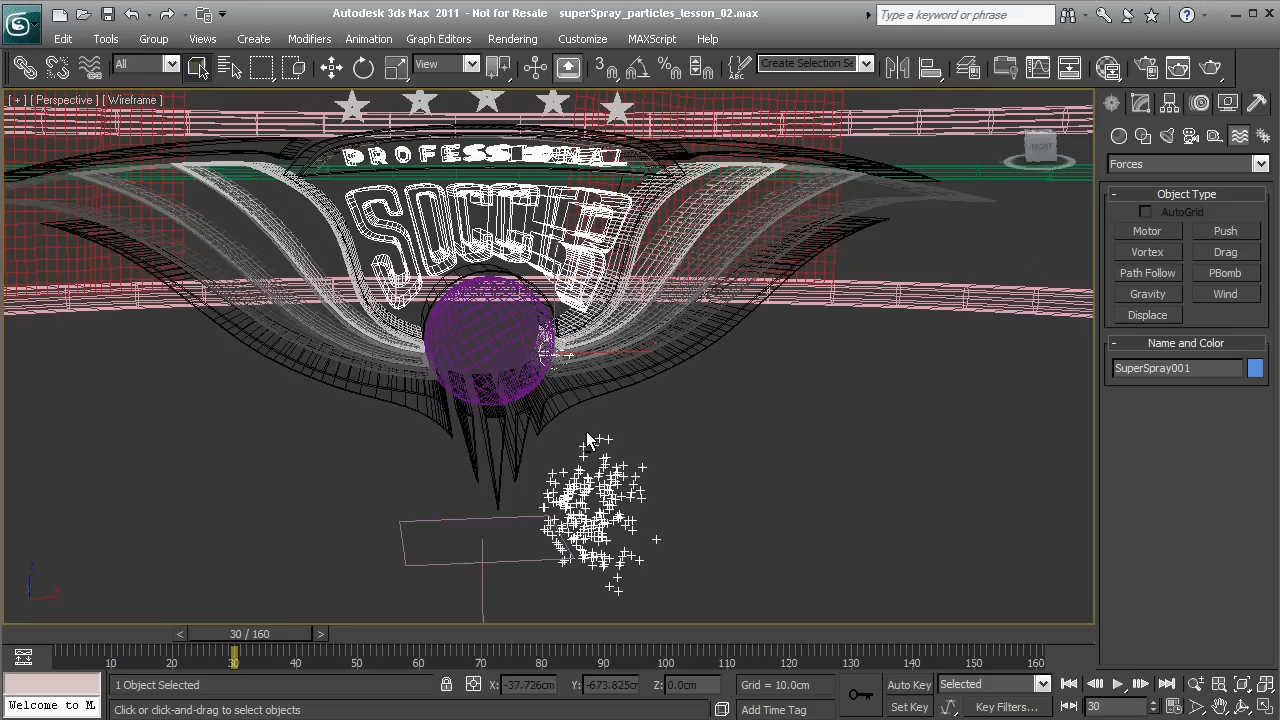 Autodesk 3ds Max 2011 - Not for Resale superSpray_particles_lesson_02.max
Type a keyword or phrase
File Edit Tools Group Views Create Modifiers Animation Graph Editors Rendering Customize MAXScript Help
All View 3 Create Selection Se
[ + ] [ Perspective ] [ Wireframe ]
FRONT
Forces
PROFESSIONAL
SOCCER
- Object Type
AutoGrid
Motor Push
Vortex Drag
Path Follow PBomb
Gravity Wind
Displace
- Name and Color
SuperSpray001
z
x
< 30 / 160 >
10 20 30 40 50 60 70 80 90 100 110 120 130 140 150 160
1 Object Selected X: -37.726cm Y: -673.825cm Z: 0.0cm Grid = 10.0cm Auto Key Selected
Welcome to M. Click or click-and-drag to select objects Add Time Tag Set Key Key Filters... 30